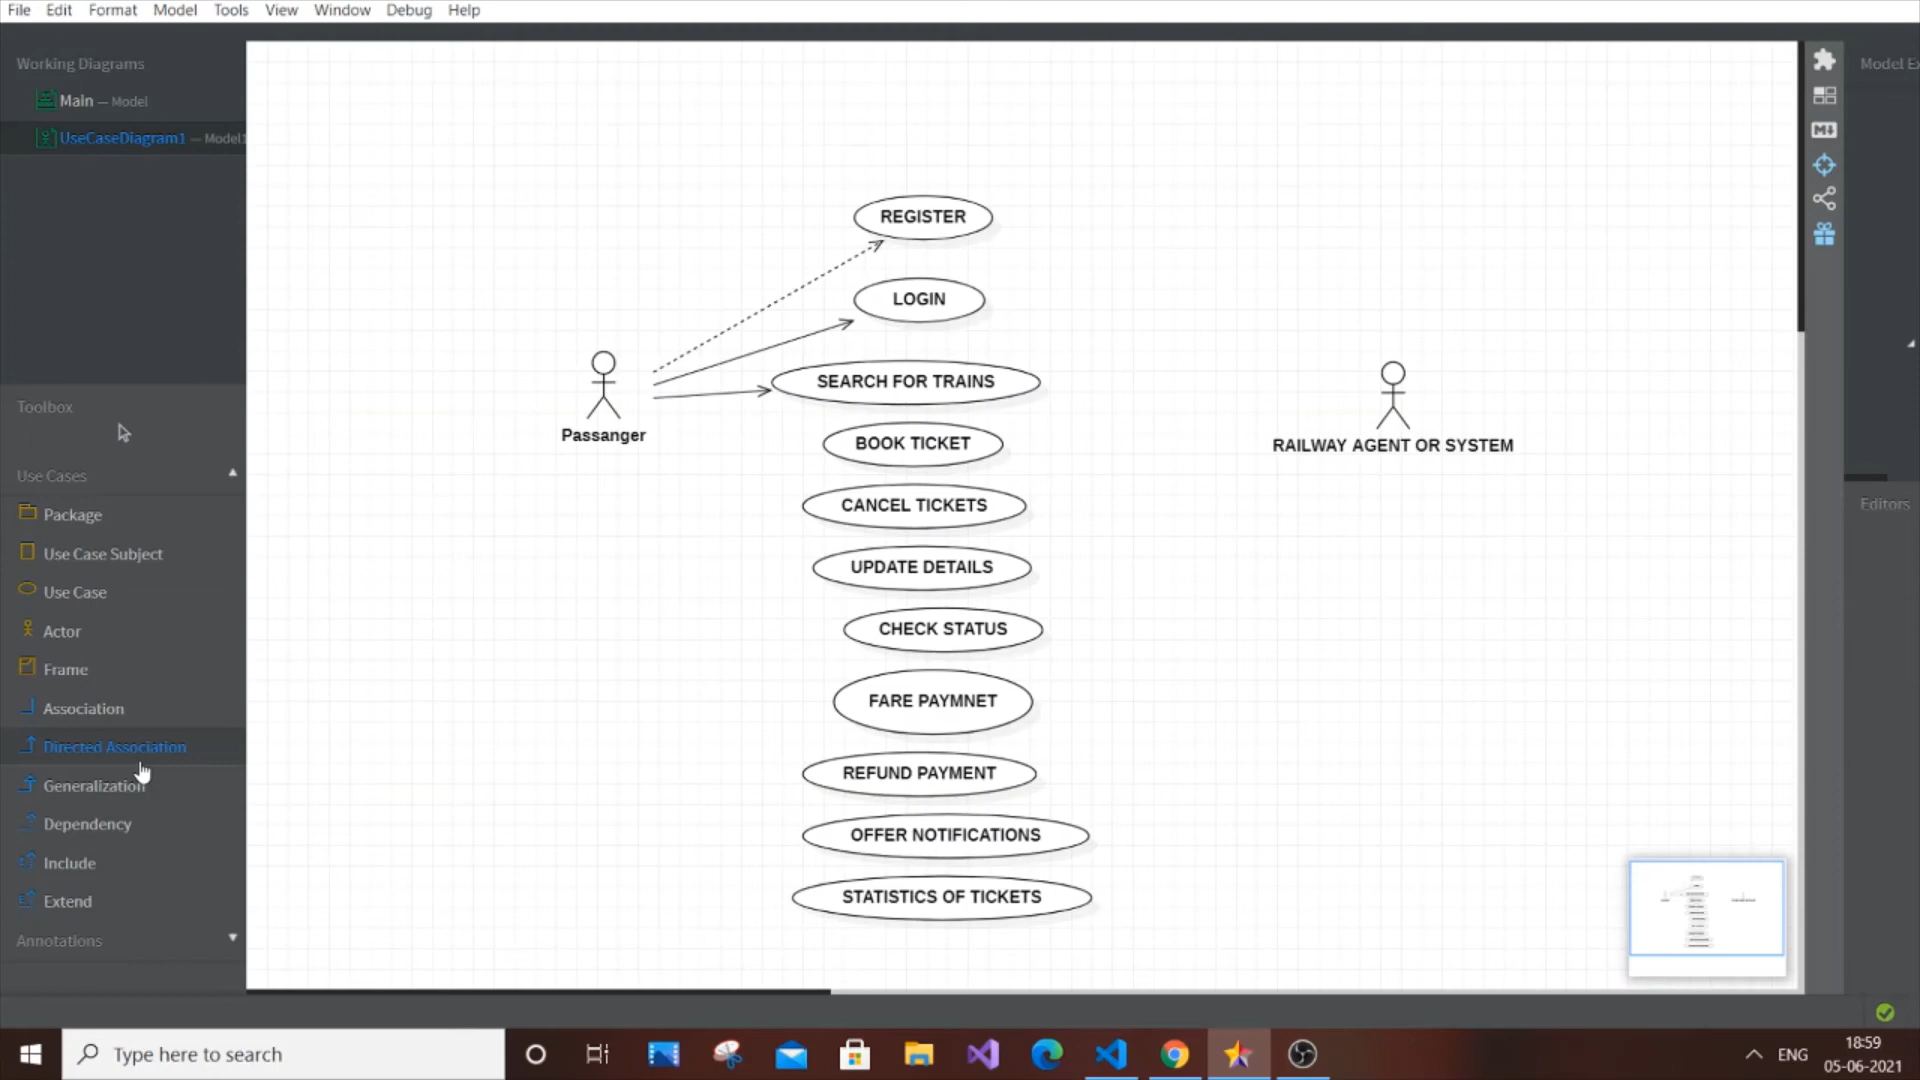 File Edit Format Model Tools View Window Debug Help
Working Diagrams
Main — Model
UseCaseDiagram1 — Model1
Toolbox
Use Cases
Package
Use Case Subject
Use Case
Actor
Frame
Association
Directed Association
Generalization
Dependency
Include
Extend
Annotations
REGISTER
LOGIN
SEARCH FOR TRAINS
BOOK TICKET
CANCEL TICKETS
UPDATE DETAILS
CHECK STATUS
FARE PAYMNET
REFUND PAYMENT
OFFER NOTIFICATIONS
STATISTICS OF TICKETS
Passanger
RAILWAY AGENT OR SYSTEM
M
Model Ex
Editors
Type here to search
ENG
18:59
05-06-2021